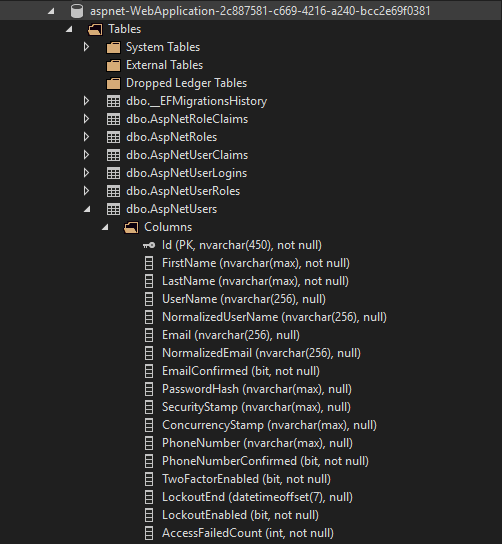 aspnet-WebApplication-2c887581-c669-4216-a240-bcc2e69f0381
Tables
System Tables
External Tables
Dropped Ledger Tables
dbo.__EFMigrationsHistory
dbo.AspNetRoleClaims
dbo.AspNetRoles
dbo.AspNetUserClaims
dbo.AspNetUserLogins
dbo.AspNetUserRoles
dbo.AspNetUsers
Columns
Id (PK, nvarchar(450), not null)
FirstName (nvarchar(max), not null)
LastName (nvarchar(max), not null)
UserName (nvarchar(256), null)
NormalizedUserName (nvarchar(256), null)
Email (nvarchar(256), null)
NormalizedEmail (nvarchar(256), null)
EmailConfirmed (bit, not null)
PasswordHash (nvarchar(max), null)
SecurityStamp (nvarchar(max), null)
ConcurrencyStamp (nvarchar(max), null)
PhoneNumber (nvarchar(max), null)
PhoneNumberConfirmed (bit, not null)
TwoFactorEnabled (bit, not null)
LockoutEnd (datetimeoffset(7), null)
LockoutEnabled (bit, not null)
AccessFailedCount (int, not null)